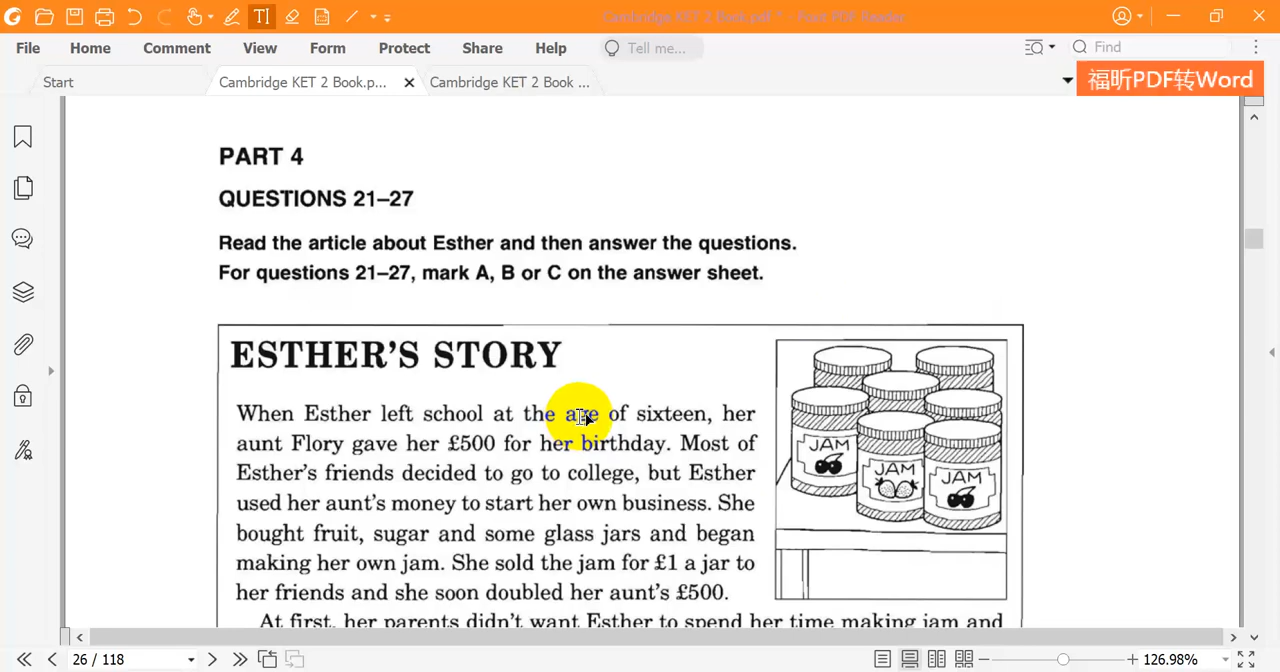 Cambridge KET 2 Book.pdf * - Foxit PDF Reader
File Home Comment View Form Protect Share Help Tell me... Find
Start Cambridge KET 2 Book.p... Cambridge KET 2 Book ... 福昕PDF转Word
PART 4
QUESTIONS 21–27
Read the article about Esther and then answer the questions.
For questions 21–27, mark A, B or C on the answer sheet.
ESTHER'S STORY
When Esther left school at the age of sixteen, her
aunt Flory gave her £500 for her birthday. Most of
Esther's friends decided to go to college, but Esther
used her aunt's money to start her own business. She
bought fruit, sugar and some glass jars and began
making her own jam. She sold the jam for £1 a jar to
her friends and she soon doubled her aunt's £500.
At first, her parents didn't want Esther to spend her time making jam and
JAM
JAM
JAM
26 / 118 126.98%